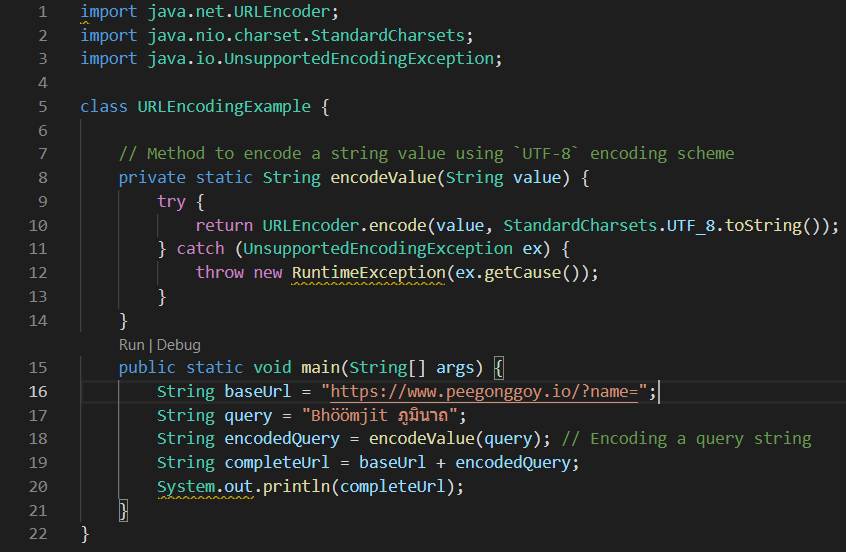 1 import java.net.URLEncoder;
2 import java.nio.charset.StandardCharsets;
3 import java.io.UnsupportedEncodingException;
4
5 class URLEncodingExample {
6
7 // Method to encode a string value using `UTF-8` encoding scheme
8 private static String encodeValue(String value) {
9 try {
10 return URLEncoder.encode(value, StandardCharsets.UTF_8.toString());
11 } catch (UnsupportedEncodingException ex) {
12 throw new RuntimeException(ex.getCause());
13 }
14 }
Run | Debug
15 public static void main(String[] args) {
16 String baseUrl = "https://www.peegonggoy.io/?name=";
17 String query = "Bhöömjit ภูมินาถ";
18 String encodedQuery = encodeValue(query); // Encoding a query string
19 String completeUrl = baseUrl + encodedQuery;
20 System.out.println(completeUrl);
21 }
22 }